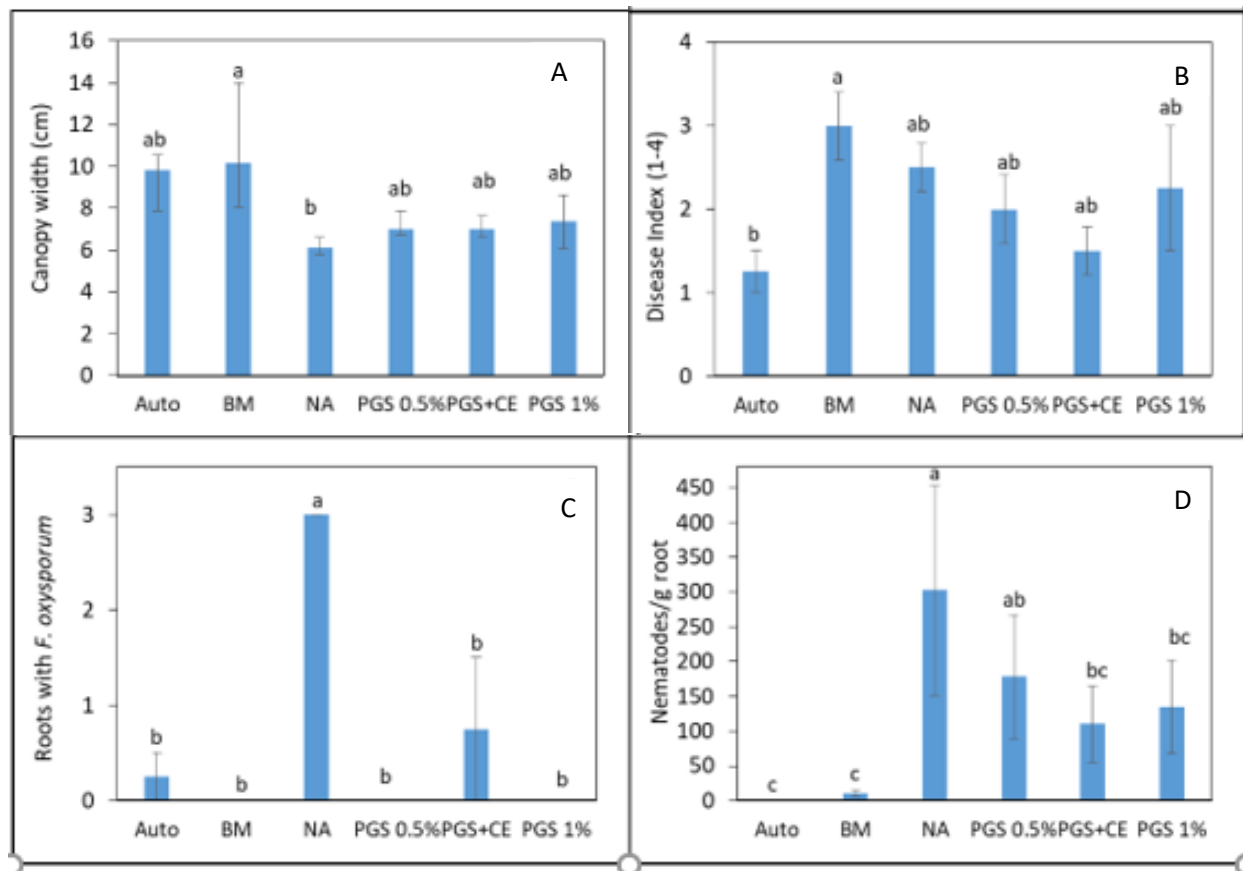 A
Canopy width (cm)
16
14
12
10
8
6
4
2
0
ab
a
b
ab
ab
ab
Auto BM NA PGS 0.5% PGS+CE PGS 1%
B
Disease Index (1-4)
4
3
2
1
0
b
a
ab
ab
ab
ab
Auto BM NA PGS 0.5% PGS+CE PGS 1%
C
Roots with F. oxysporum
3
2
1
0
b
b
a
b
b
b
Auto BM NA PGS 0.5% PGS+CE PGS 1%
D
Nematodes/g root
450
400
350
300
250
200
150
100
50
0
c
c
a
ab
bc
bc
Auto BM NA PGS 0.5% PGS+CE PGS 1%